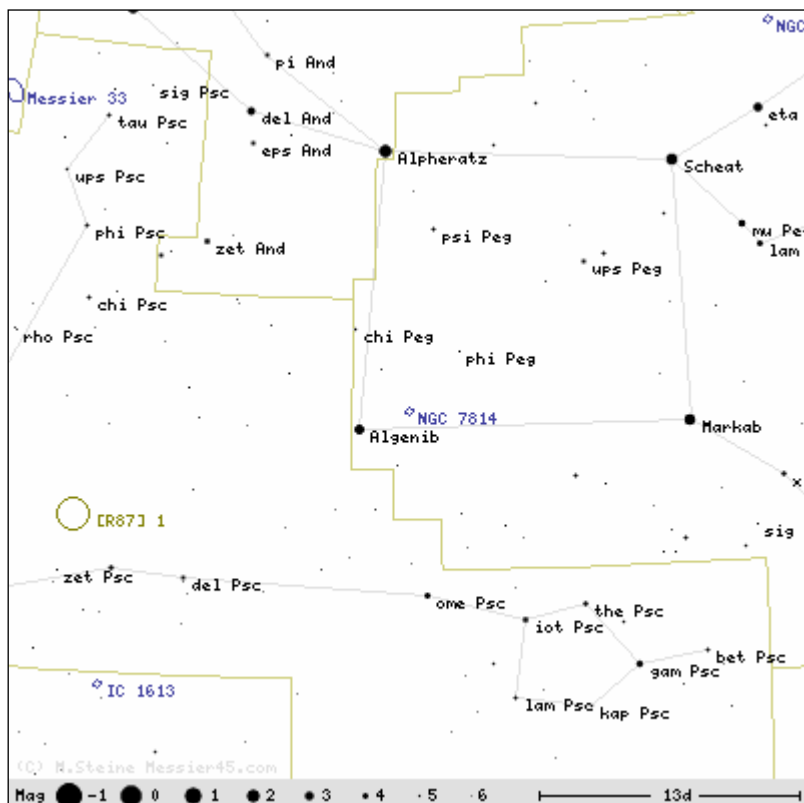 NGC
pi And
sig Psc
Messier 33
tau Psc
del And
eta
eps And
Alpheratz
Scheat
ups Psc
phi Psc
psi Peg
mu Pe
zet And
lam
ups Peg
chi Psc
rho Psc
chi Peg
phi Peg
NGC 7814
Algenib
Markab
[R87] 1
sig
zet Psc
del Psc
ome Psc
the Psc
iot Psc
bet Psc
gam Psc
IC 1613
lam Psc
kap Psc
(C) M.Steine Messier45.com
Mag -1 0 1 2 3 4 5 6 13d